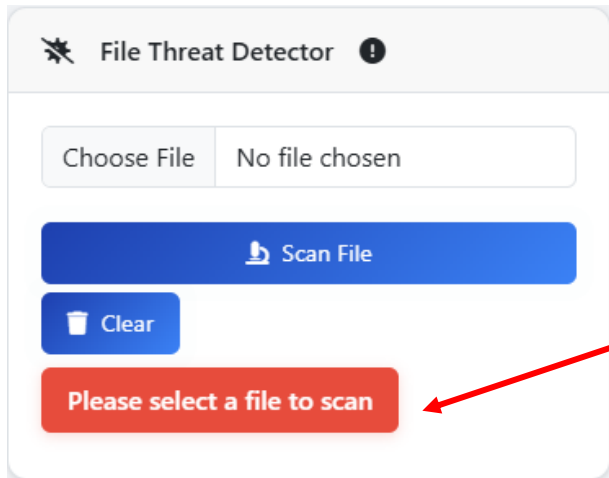 File Threat Detector
Choose File No file chosen
Scan File
Clear
Please select a file to scan